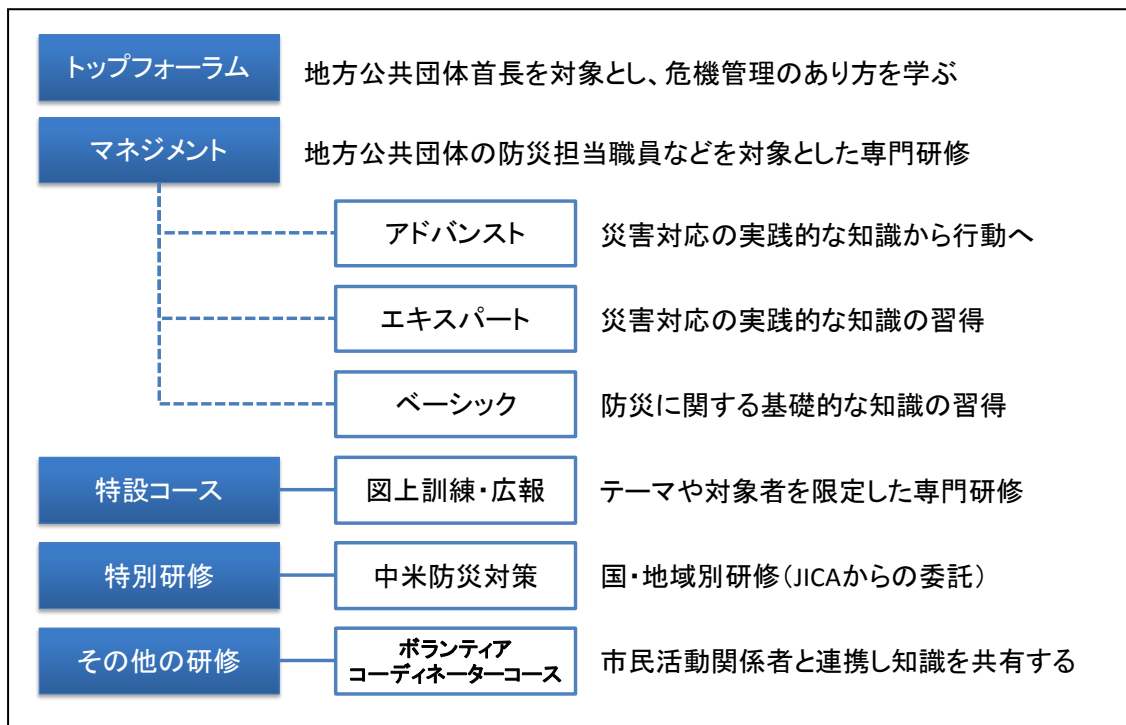 トップフォーラム 地方公共団体首長を対象とし、危機管理のあり方を学ぶ
マネジメント 地方公共団体の防災担当職員などを対象とした専門研修
アドバンスト 災害対応の実践的な知識から行動へ
エキスパート 災害対応の実践的な知識の習得
ベーシック 防災に関する基礎的な知識の習得
特設コース 図上訓練・広報 テーマや対象者を限定した専門研修
特別研修 中米防災対策 国・地域別研修(JICAからの委託)
その他の研修 ボランティア
コーディネーターコース 市民活動関係者と連携し知識を共有する